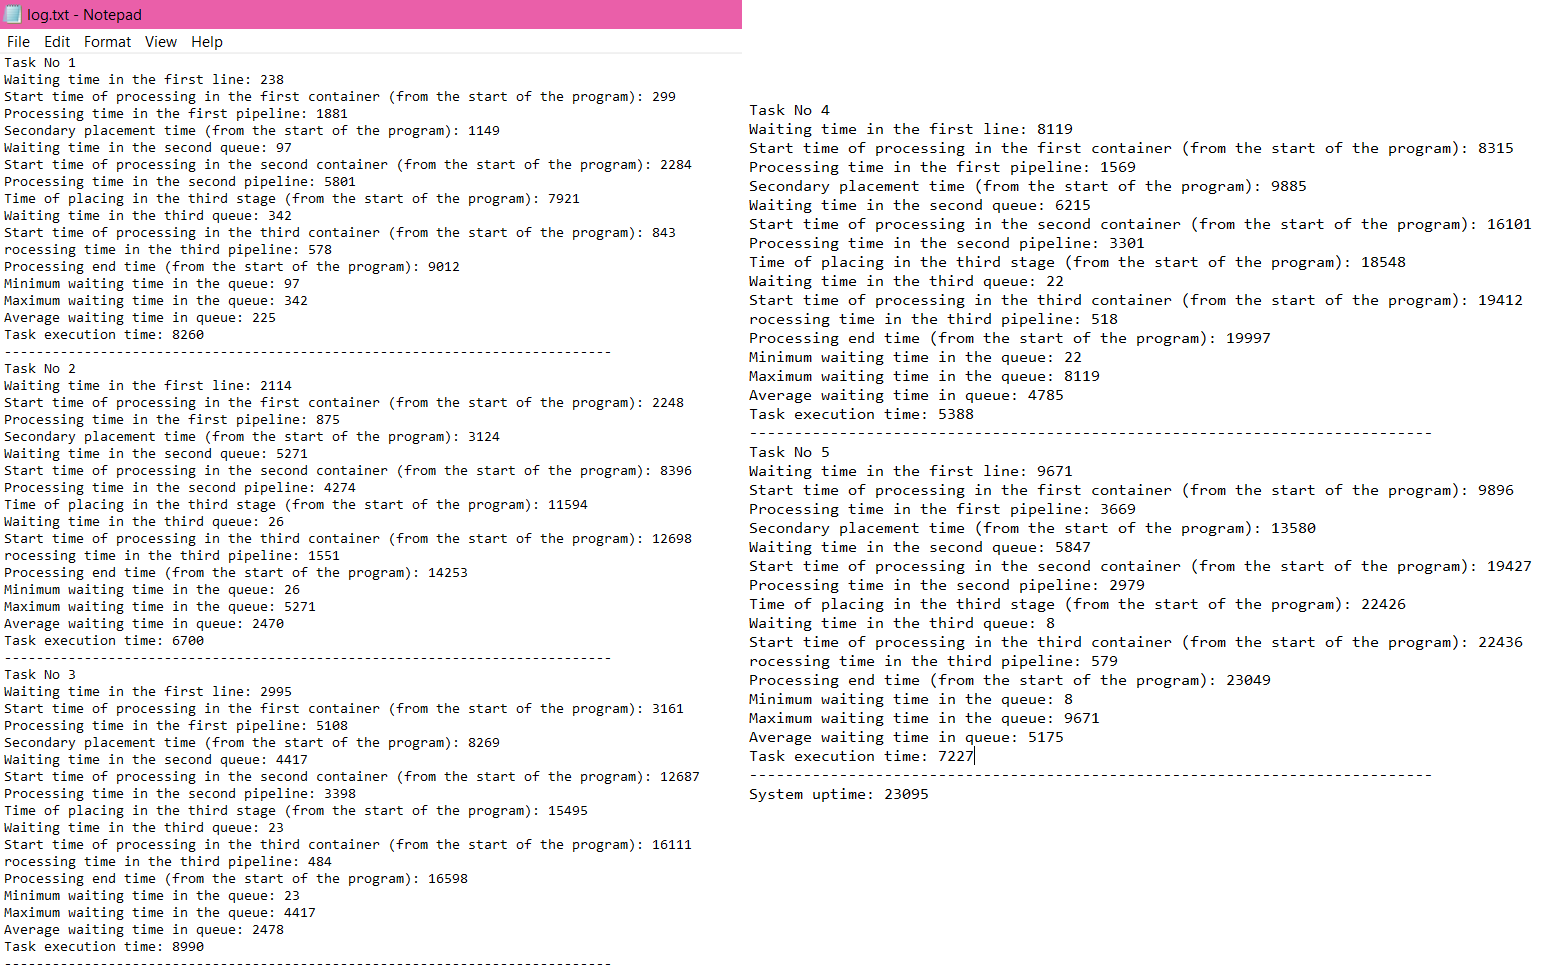 log.txt - Notepad
File Edit Format View Help
Task No 1
Waiting time in the first line: 238
Start time of processing in the first container (from the start of the program): 299
Processing time in the first pipeline: 1881
Secondary placement time (from the start of the program): 1149
Waiting time in the second queue: 97
Start time of processing in the second container (from the start of the program): 2284
Processing time in the second pipeline: 5801
Time of placing in the third stage (from the start of the program): 7921
Waiting time in the third queue: 342
Start time of processing in the third container (from the start of the program): 843
rocessing time in the third pipeline: 578
Processing end time (from the start of the program): 9012
Minimum waiting time in the queue: 97
Maximum waiting time in the queue: 342
Average waiting time in queue: 225
Task execution time: 8260
----------------------------------------------------------------------------
Task No 2
Waiting time in the first line: 2114
Start time of processing in the first container (from the start of the program): 2248
Processing time in the first pipeline: 875
Secondary placement time (from the start of the program): 3124
Waiting time in the second queue: 5271
Start time of processing in the second container (from the start of the program): 8396
Processing time in the second pipeline: 4274
Time of placing in the third stage (from the start of the program): 11594
Waiting time in the third queue: 26
Start time of processing in the third container (from the start of the program): 12698
rocessing time in the third pipeline: 1551
Processing end time (from the start of the program): 14253
Minimum waiting time in the queue: 26
Maximum waiting time in the queue: 5271
Average waiting time in queue: 2470
Task execution time: 6700
----------------------------------------------------------------------------
Task No 3
Waiting time in the first line: 2995
Start time of processing in the first container (from the start of the program): 3161
Processing time in the first pipeline: 5108
Secondary placement time (from the start of the program): 8269
Waiting time in the second queue: 4417
Start time of processing in the second container (from the start of the program): 12687
Processing time in the second pipeline: 3398
Time of placing in the third stage (from the start of the program): 15495
Waiting time in the third queue: 23
Start time of processing in the third container (from the start of the program): 16111
rocessing time in the third pipeline: 484
Processing end time (from the start of the program): 16598
Minimum waiting time in the queue: 23
Maximum waiting time in the queue: 4417
Average waiting time in queue: 2478
Task execution time: 8990
----------------------------------------------------------------------------
Task No 4
Waiting time in the first line: 8119
Start time of processing in the first container (from the start of the program): 8315
Processing time in the first pipeline: 1569
Secondary placement time (from the start of the program): 9885
Waiting time in the second queue: 6215
Start time of processing in the second container (from the start of the program): 16101
Processing time in the second pipeline: 3301
Time of placing in the third stage (from the start of the program): 18548
Waiting time in the third queue: 22
Start time of processing in the third container (from the start of the program): 19412
rocessing time in the third pipeline: 518
Processing end time (from the start of the program): 19997
Minimum waiting time in the queue: 22
Maximum waiting time in the queue: 8119
Average waiting time in queue: 4785
Task execution time: 5388
----------------------------------------------------------------------------
Task No 5
Waiting time in the first line: 9671
Start time of processing in the first container (from the start of the program): 9896
Processing time in the first pipeline: 3669
Secondary placement time (from the start of the program): 13580
Waiting time in the second queue: 5847
Start time of processing in the second container (from the start of the program): 19427
Processing time in the second pipeline: 2979
Time of placing in the third stage (from the start of the program): 22426
Waiting time in the third queue: 8
Start time of processing in the third container (from the start of the program): 22436
rocessing time in the third pipeline: 579
Processing end time (from the start of the program): 23049
Minimum waiting time in the queue: 8
Maximum waiting time in the queue: 9671
Average waiting time in queue: 5175
Task execution time: 7227
----------------------------------------------------------------------------
System uptime: 23095